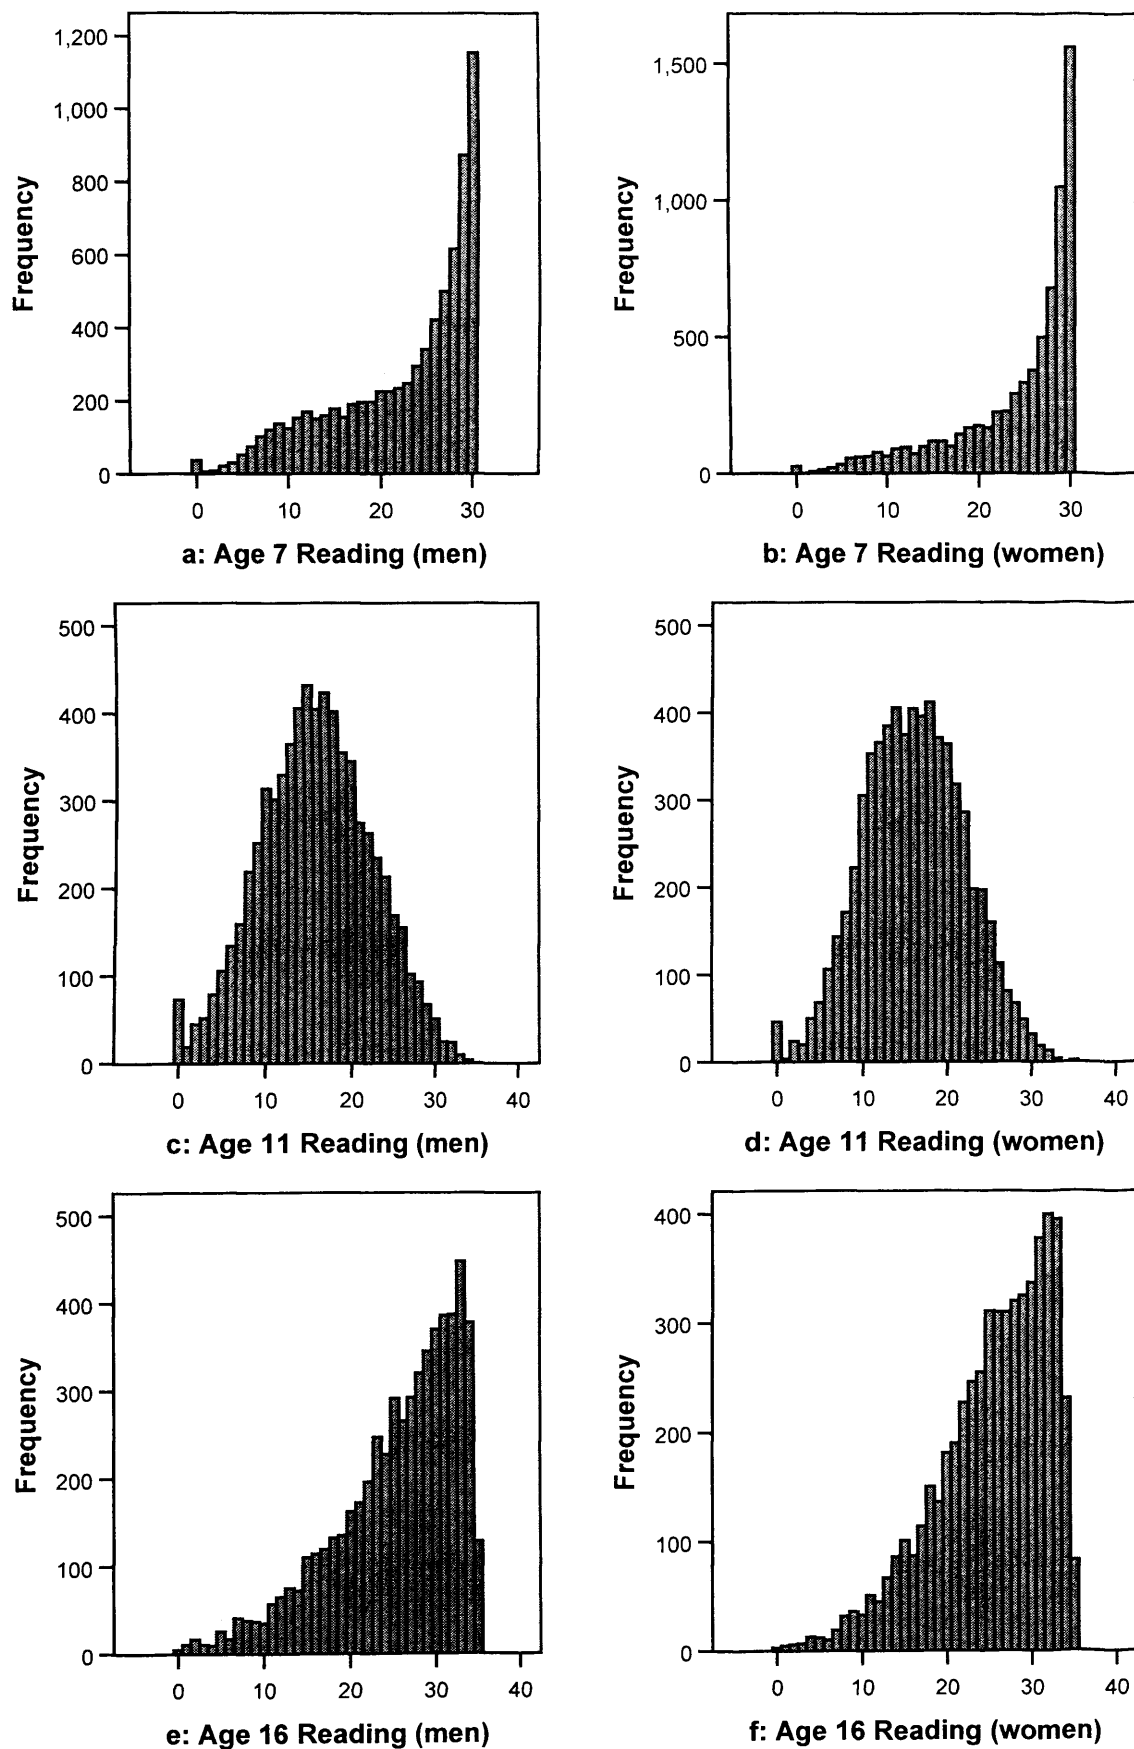 1,200
1,000
800
600
400
200
0
Frequency
0 10 20 30
a: Age 7 Reading (men)
1,500
1,000
500
0
Frequency
0 10 20 30
b: Age 7 Reading (women)
500
400
300
200
100
0
Frequency
0 10 20 30 40
c: Age 11 Reading (men)
500
400
300
200
100
0
Frequency
0 10 20 30 40
d: Age 11 Reading (women)
500
400
300
200
100
0
Frequency
0 10 20 30 40
e: Age 16 Reading (men)
400
300
200
100
0
Frequency
0 10 20 30 40
f: Age 16 Reading (women)